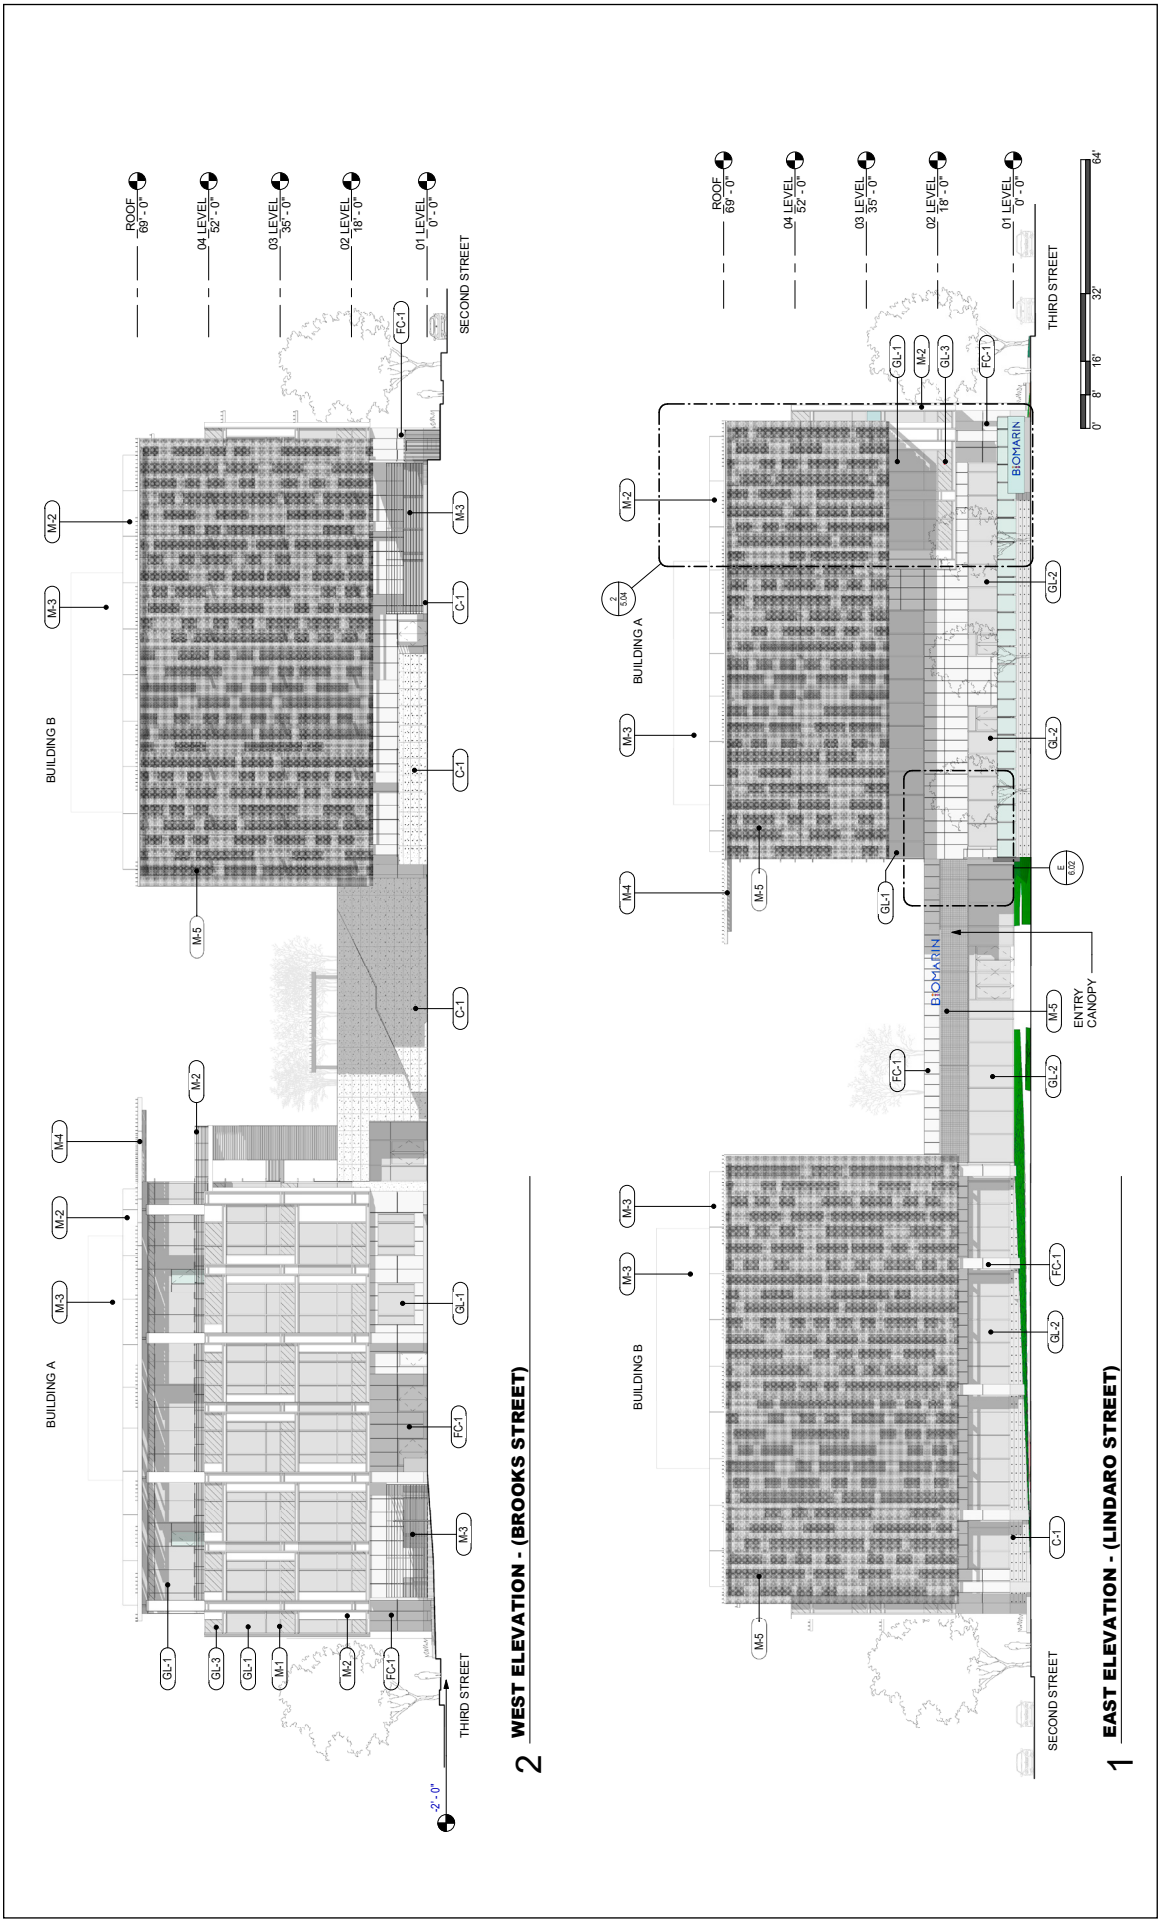 BUILDING A
BUILDING B
M-3
M-2
M-4
M-3
M-2
ROOF
69' - 0"
GL-1
M-2
M-5
04 LEVEL
52' - 0"
GL-3
GL-1
M-1
03 LEVEL
35' - 0"
M-2
02 LEVEL
18' - 0"
FC-1
FC-1
01 LEVEL
0' - 0"
-2' - 0"
M-3
FC-1
GL-1
C-1
C-1
C-1
M-3
THIRD STREET
SECOND STREET
2
WEST ELEVATION - (BROOKS STREET)
2
5.04
M-3
M-3
M-4
M-3
M-2
BUILDING B
BUILDING A
ROOF
69' - 0"
M-5
M-5
04 LEVEL
52' - 0"
03 LEVEL
35' - 0"
GL-1
GL-1
FC-1
M-2
BIOMARIN
02 LEVEL
18' - 0"
GL-3
FC-1
01 LEVEL
0' - 0"
BIOMARIN
SECOND STREET
THIRD STREET
C-1
GL-2
FC-1
GL-2
M-5
E
6.02
GL-2
GL-2
ENTRY
CANOPY
0'
8'
16'
32'
64'
1
EAST ELEVATION - (LINDARO STREET)